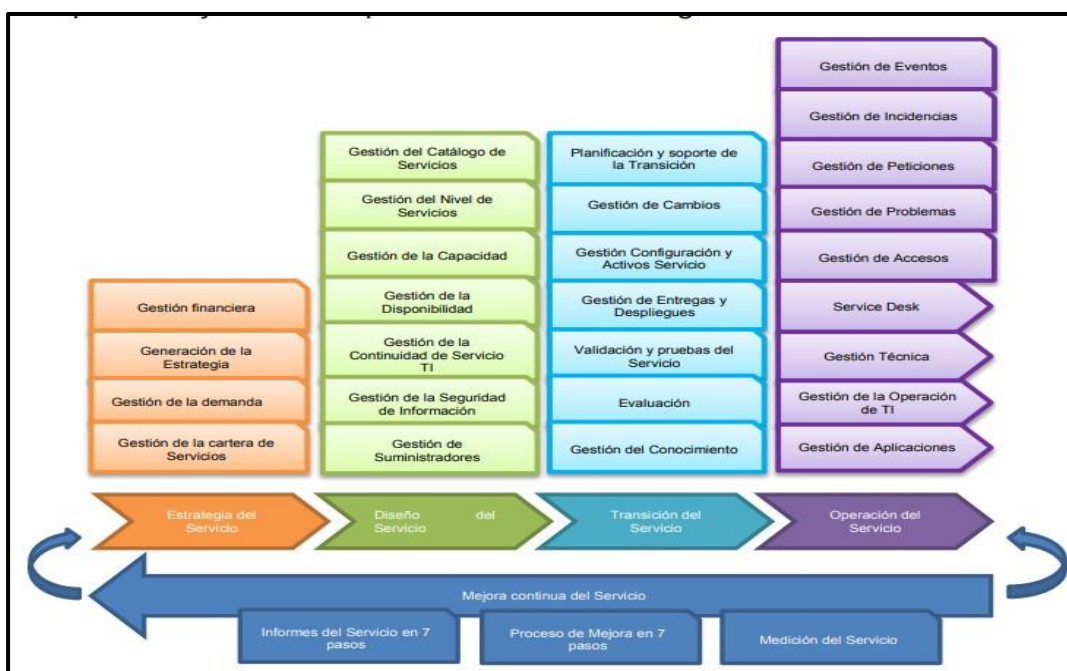 Gestión de Eventos
Gestión de Incidencias
Gestión de Peticiones
Gestión de Problemas
Gestión de Accesos
Service Desk
Gestión Técnica
Gestión de la Operación
de TI
Gestión de Aplicaciones
Planificación y soporte de
la Transición
Gestión de Cambios
Gestión Configuración y
Activos Servicio
Gestión de Entregas y
Despliegues
Validación y pruebas del
Servicio
Evaluación
Gestión del Conocimiento
Gestión del Catálogo de
Servicios
Gestión del Nivel de
Servicios
Gestión de la Capacidad
Gestión de la
Disponibilidad
Gestión de la
Continuidad de Servicio
TI
Gestión de la Seguridad
de Información
Gestión de
Suministradores
Gestión financiera
Generación de la
Estrategia
Gestión de la demanda
Gestión de la cartera de
Servicios
Estrategia del
Servicio
Diseño del
Servicio
Transición del
Servicio
Operación del
Servicio
Mejora continua del Servicio
Informes del Servicio en 7
pasos
Proceso de Mejora en 7
pasos
Medición del Servicio